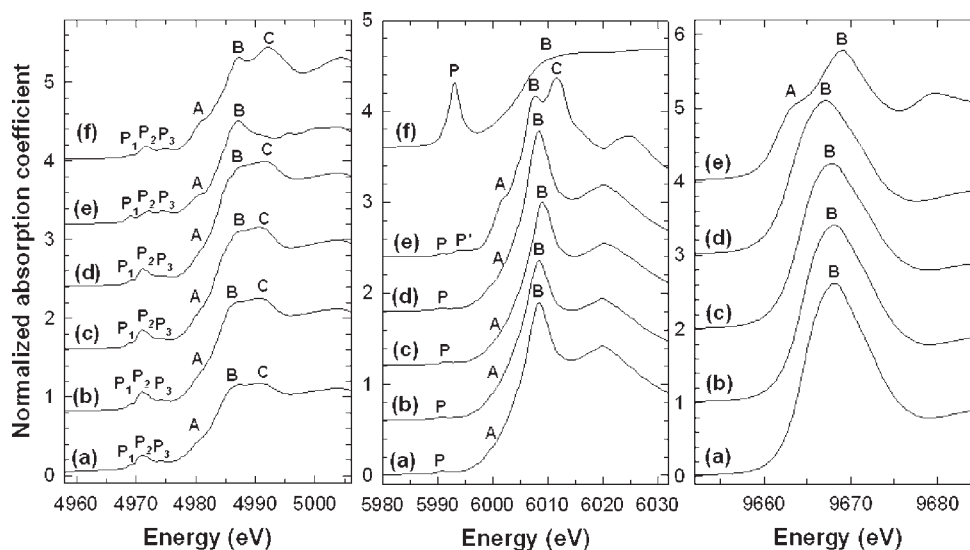 Normalized absorption coefficient
5
4
3
2
1
0
(f)
P1 P2 P3
A
B
C
(e)
P1 P2 P3
A
B
(d)
P1 P2 P3
A
B
C
(c)
P1 P2 P3
A
B
C
(b)
P1 P2 P3
A
B
C
(a)
P1 P2 P3
A
B
C
4960 4970 4980 4990 5000
Energy (eV)
5
4
3
2
1
0
(f)
P
B
(e)
P P'
A
B
C
(d)
P
A
B
(c)
P
A
B
(b)
P
A
B
(a)
P
A
B
5980 5990 6000 6010 6020 6030
Energy (eV)
6
5
4
3
2
1
0
(e)
A
B
(d)
B
(c)
B
(b)
B
(a)
B
9660 9670 9680
Energy (eV)